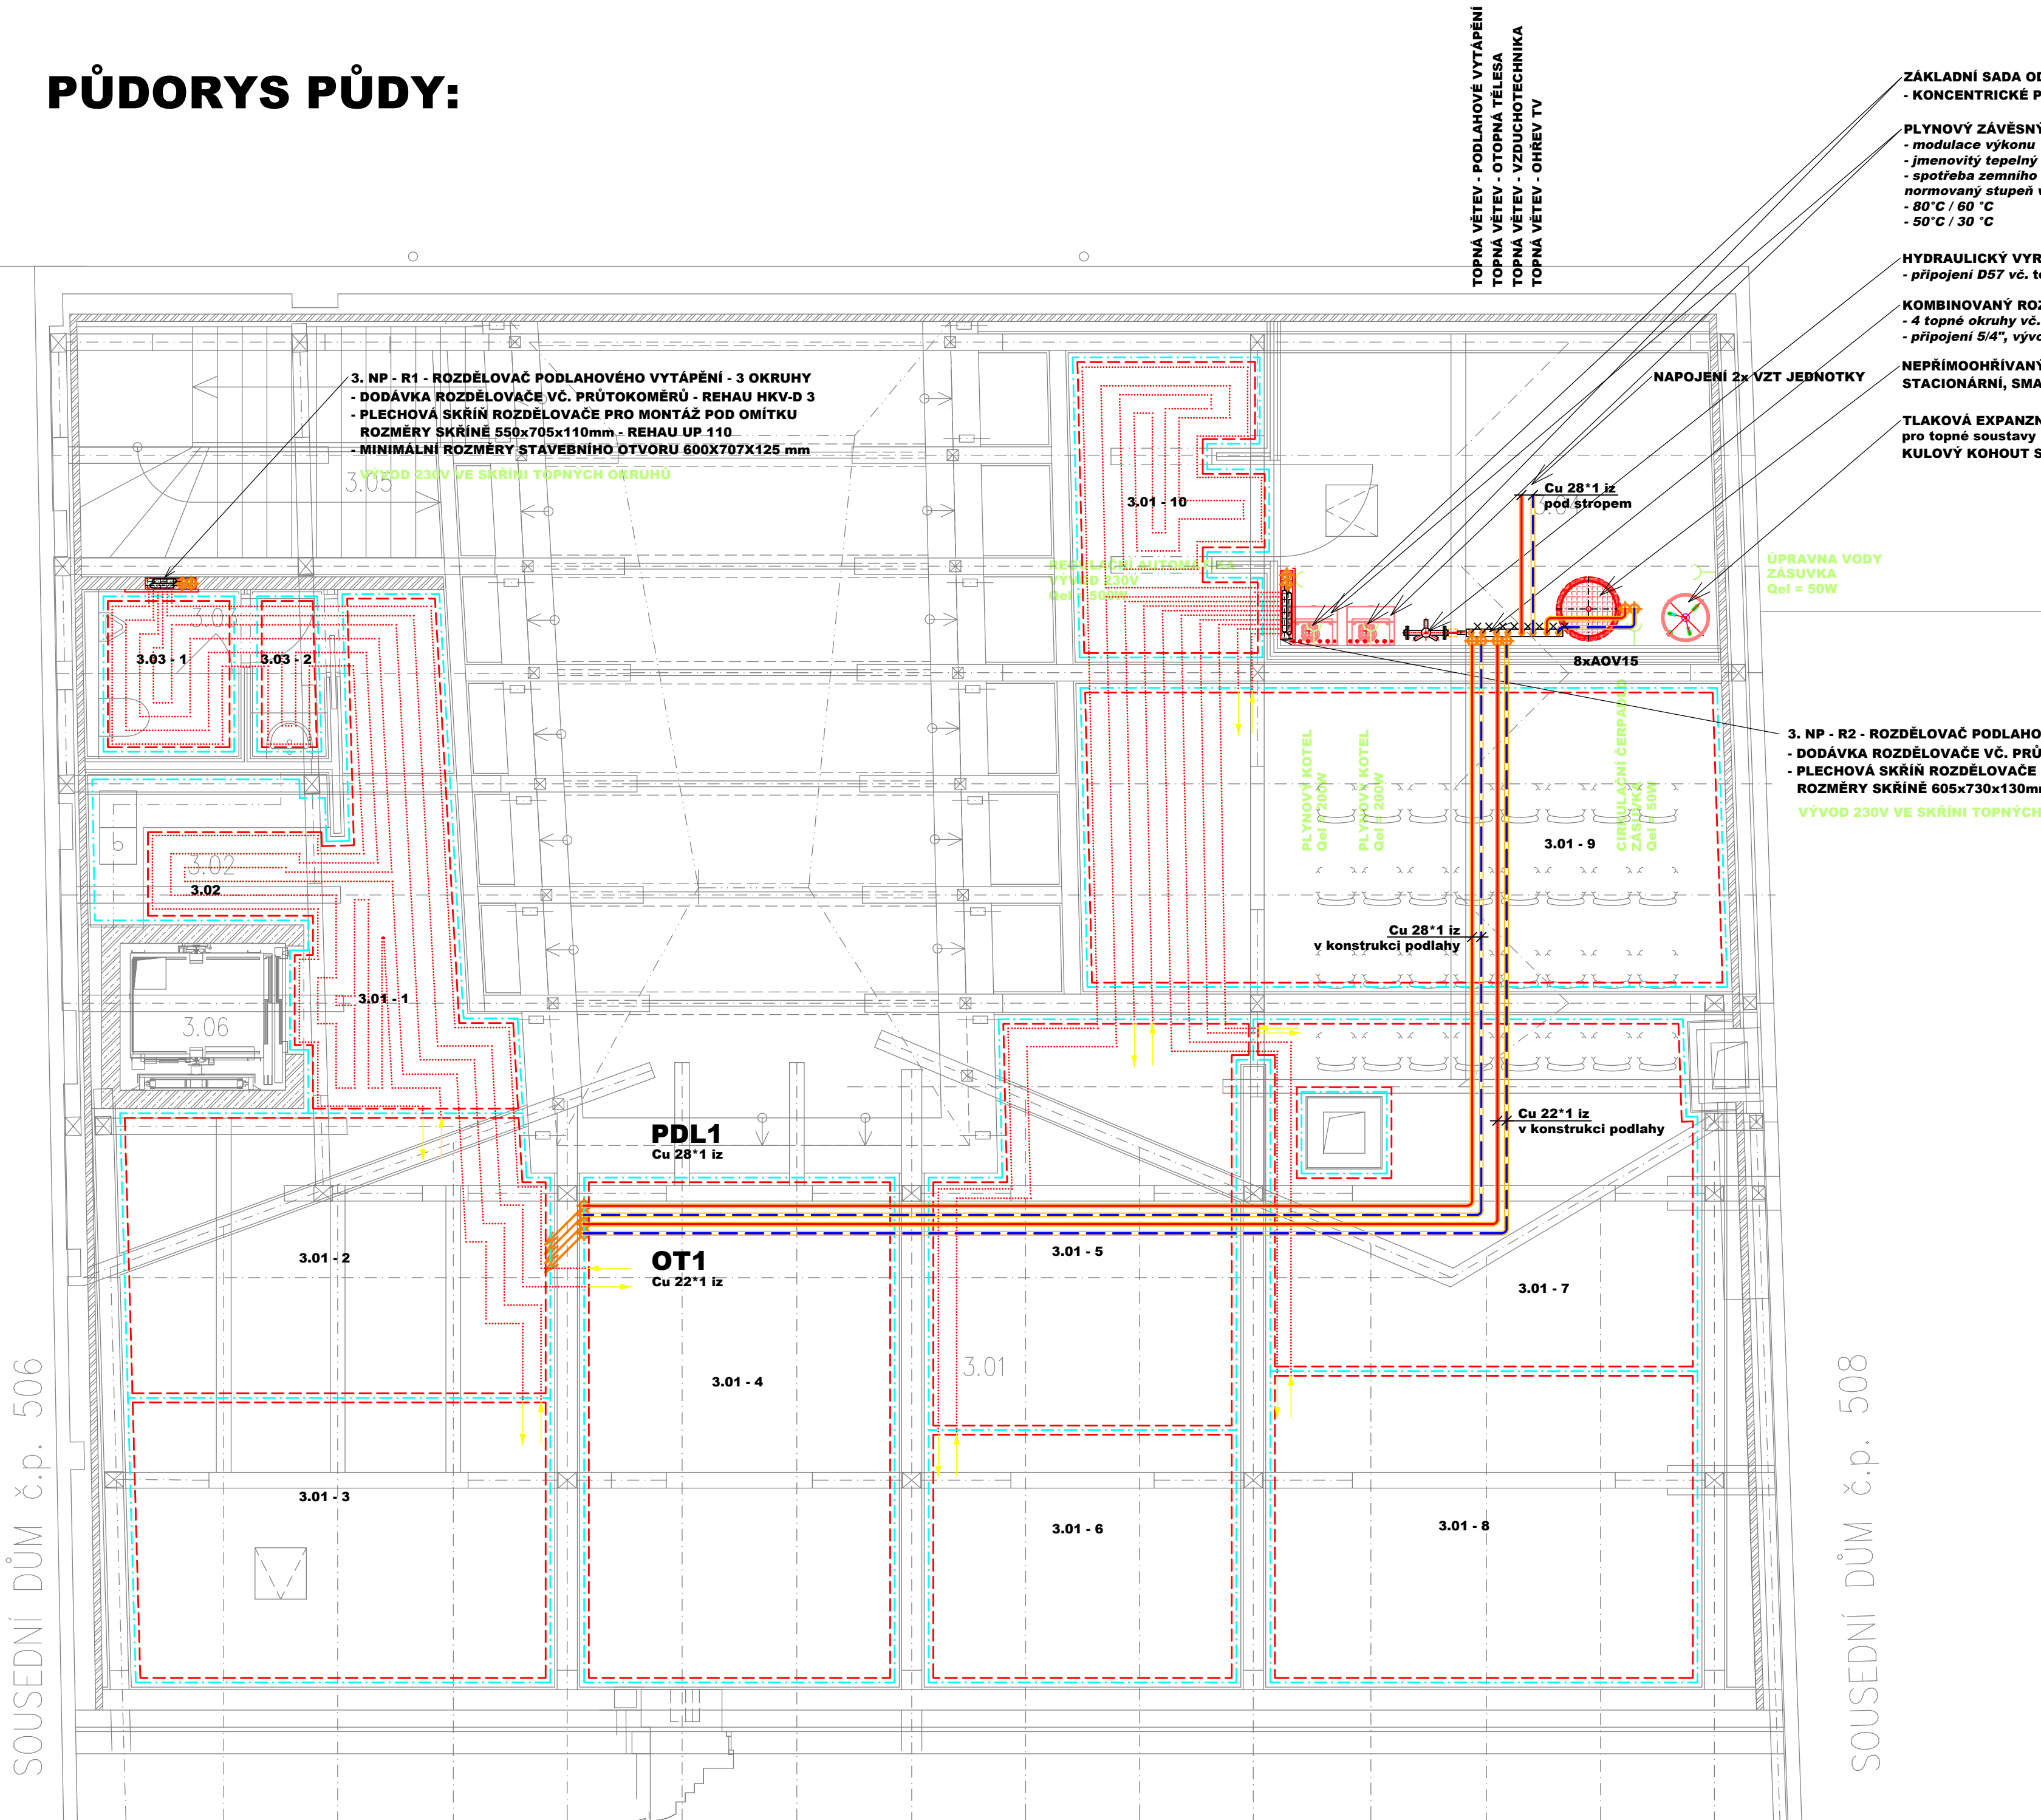 PŮDORYS PŮDY:
TOPNÁ VĚTEV - PODLAHOVÉ VYTÁPĚNÍ
TOPNÁ VĚTEV - OTOPNÁ TĚLESA
TOPNÁ VĚTEV - VZDUCHOTECHNIKA
TOPNÁ VĚTEV - OHŘEV TV
ZÁKLADNÍ SADA
- KONCENTRICKÉ
PLYNOVÝ ZÁVĚSNÝ
- modulace výkonu
- jmenovitý tepelný
- spotřeba zemního
normovaný stupeň
- 80°C / 60 °C
- 50°C / 30 °C
HYDRAULICKÝ
- připojení D57 vč.
KOMBINOVANÝ
- 4 topné okruhy vč.
- připojení 5/4",
NEPŘÍMOOHŘÍVANÝ
STACIONÁRNÍ,
TLAKOVÁ
pro topné soustavy
KULOVÝ KOHOUT
NAPOJENÍ 2x VZT JEDNOTKY
3. NP - R1 - ROZDĚLOVAČ PODLAHOVÉHO VYTÁPĚNÍ - 3 OKRUHY
- DODÁVKA ROZDĚLOVAČE VČ. PRŮTOKOMĚRŮ - REHAU HKV-D 3
- PLECHOVÁ SKŘÍŇ ROZDĚLOVAČE PRO MONTÁŽ POD OMÍTKU
ROZMĚRY SKŘÍNĚ 550x705x110mm - REHAU UP 110
- MINIMÁLNÍ ROZMĚRY STAVEBNÍHO OTVORU 600X707X125 mm
VÝVOD 230V VE SKŘÍNI TOPNÝCH OKRUHŮ
3.05
3.01 - 10
Cu 28*1 iz
pod stropem
3.04
REGULAČNÍ AUTOMATIKA
VÝVOD 230V
Qel = 500W
ÚPRAVNA VODY
ZÁSUVKA
Qel = 50W
3.03
3.03 - 1
3.03 - 2
8xAOV15
3. NP - R2 - ROZDĚLOVAČ
- DODÁVKA ROZDĚLOVAČE VČ.
- PLECHOVÁ SKŘÍŇ ROZDĚLOVAČE
ROZMĚRY SKŘÍNĚ
VÝVOD 230V VE SKŘÍNI TOPNÝCH
PLYNOVÝ KOTEL
Qel = 200W
PLYNOVÝ KOTEL
Qel = 200W
CIRKULAČNÍ ČERPADLO
ZÁSUVKA
Qel = 50W
3.01 - 9
3.02
3.02
Cu 28*1 iz
v konstrukci podlahy
3.01 - 1
3.06
Cu 22*1 iz
v konstrukci podlahy
PDL1
Cu 28*1 iz
OT1
Cu 22*1 iz
3.01 - 2
3.01 - 5
3.01 - 7
3.01
3.01 - 4
3.01 - 3
3.01 - 6
3.01 - 8
SOUSEDNÍ DŮM č.p. 506
SOUSEDNÍ DŮM č.p. 508